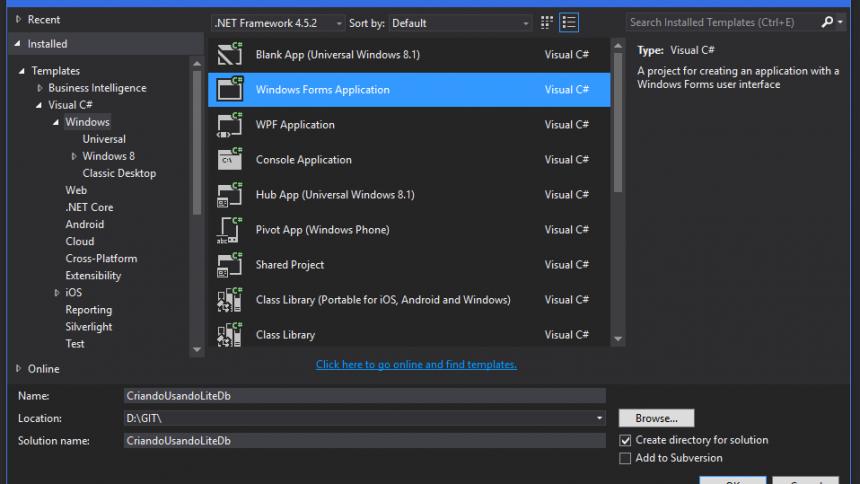 Recent
.NET Framework 4.5.2 Sort by: Default Search Installed Templates (Ctrl+E)
Installed
Templates
Business Intelligence
Visual C#
Windows
Universal
Windows 8
Classic Desktop
Web
.NET Core
Android
Cloud
Cross-Platform
Extensibility
iOS
Reporting
Silverlight
Test
Online
Blank App (Universal Windows 8.1) Visual C#
Windows Forms Application Visual C#
WPF Application Visual C#
Console Application Visual C#
Hub App (Universal Windows 8.1) Visual C#
Pivot App (Windows Phone) Visual C#
Shared Project Visual C#
Class Library (Portable for iOS, Android and Windows) Visual C#
Class Library Visual C#
Click here to go online and find templates.
Type: Visual C#
A project for creating an application with a
Windows Forms user interface
Name: CriandoUsandoLiteDb
Location: D:\GIT\ Browse...
Solution name: CriandoUsandoLiteDb
Create directory for solution
Add to Subversion